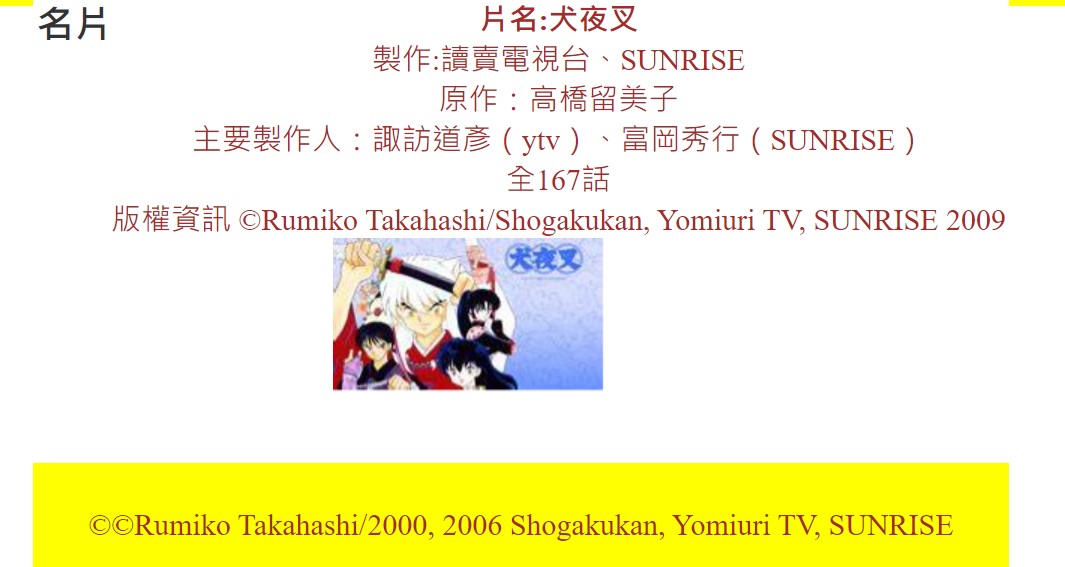 名片
片名:犬夜叉
製作:讀賣電視台、SUNRISE
原作：高橋留美子
主要製作人：諏訪道彥（ytv）、富岡秀行（SUNRISE）
全167話
版權資訊 ©Rumiko Takahashi/Shogakukan, Yomiuri TV, SUNRISE 2009
犬夜叉
©©Rumiko Takahashi/2000, 2006 Shogakukan, Yomiuri TV, SUNRISE